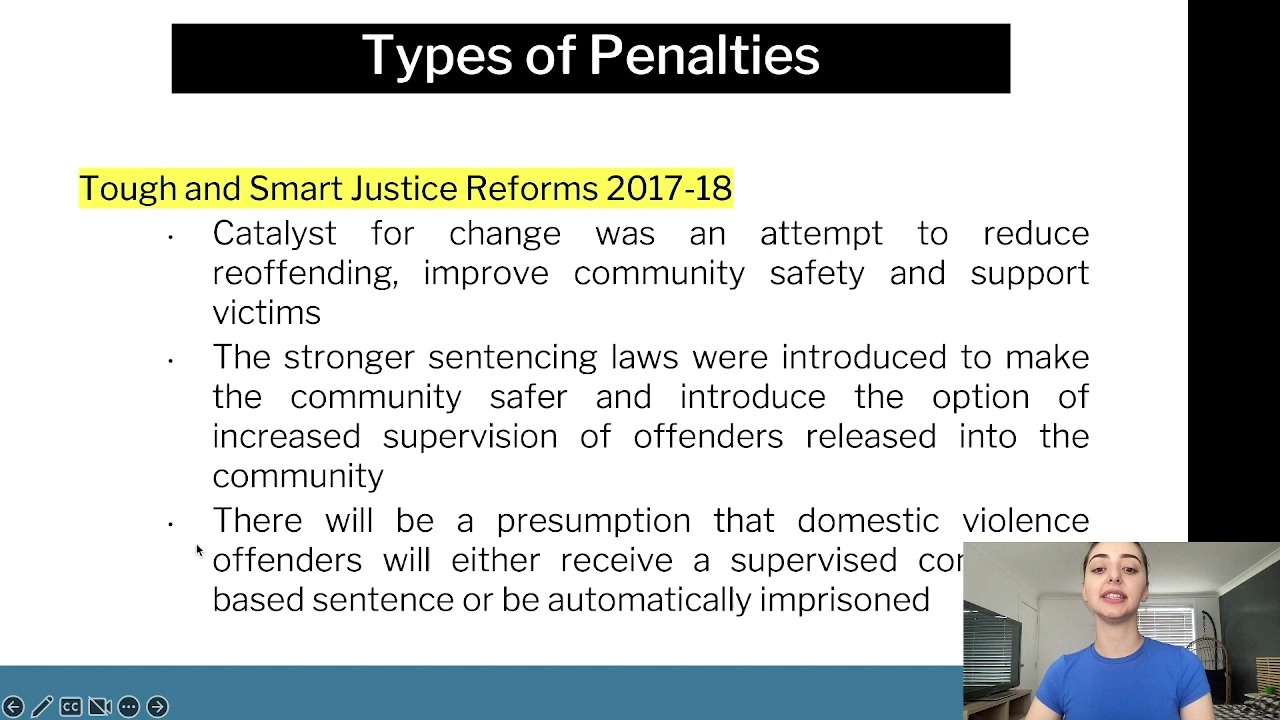 Types of Penalties
Tough and Smart Justice Reforms 2017-18
· Catalyst for change was an attempt to reduce
reoffending, improve community safety and support
victims
· The stronger sentencing laws were introduced to make
the community safer and introduce the option of
increased supervision of offenders released into the
community
· There will be a presumption that domestic violence
offenders will either receive a supervised
based sentence or be automatically imprisoned
CC